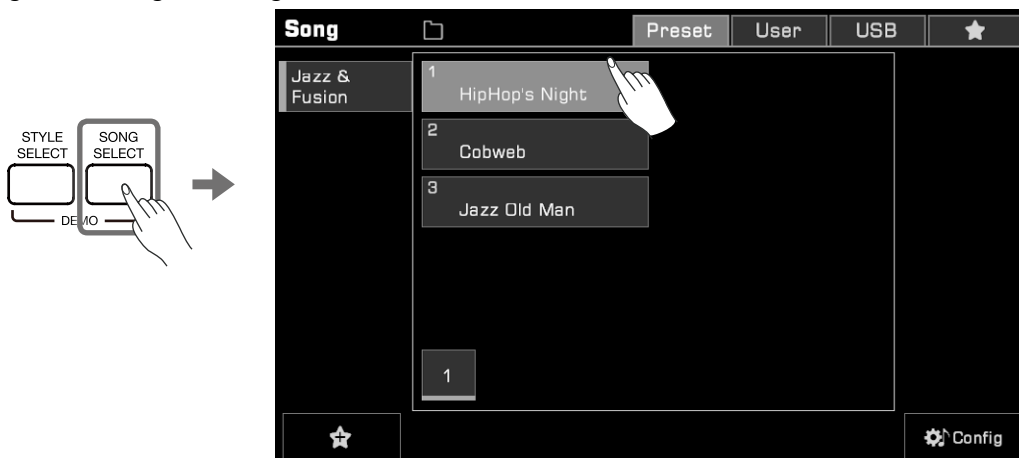 Song
Preset
User
USB
Jazz &
Fusion
1
HipHop's Night
2
Cobweb
3
Jazz Old Man
1
Config
STYLE
SELECT
SONG
SELECT
DEMO